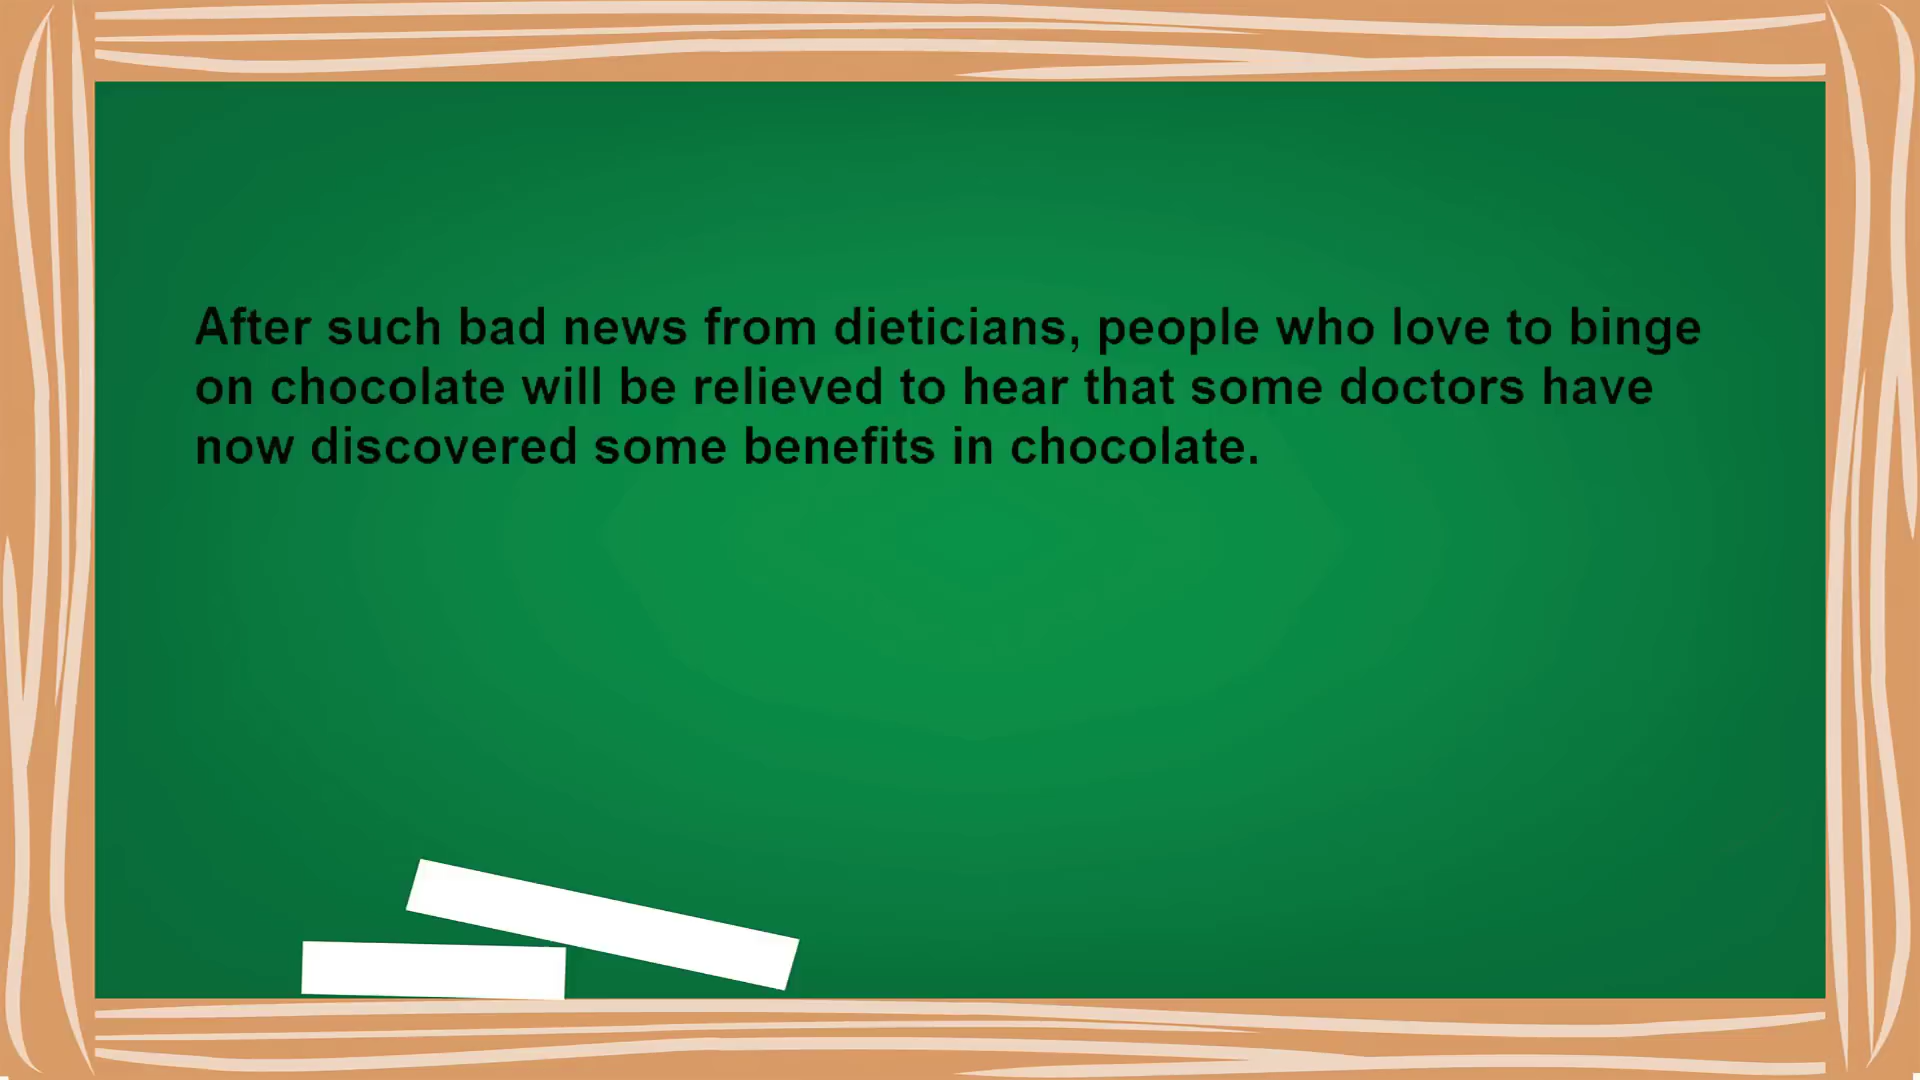 After such bad news from dieticians, people who love to binge
on chocolate will be relieved to hear that some doctors have
now discovered some benefits in chocolate.